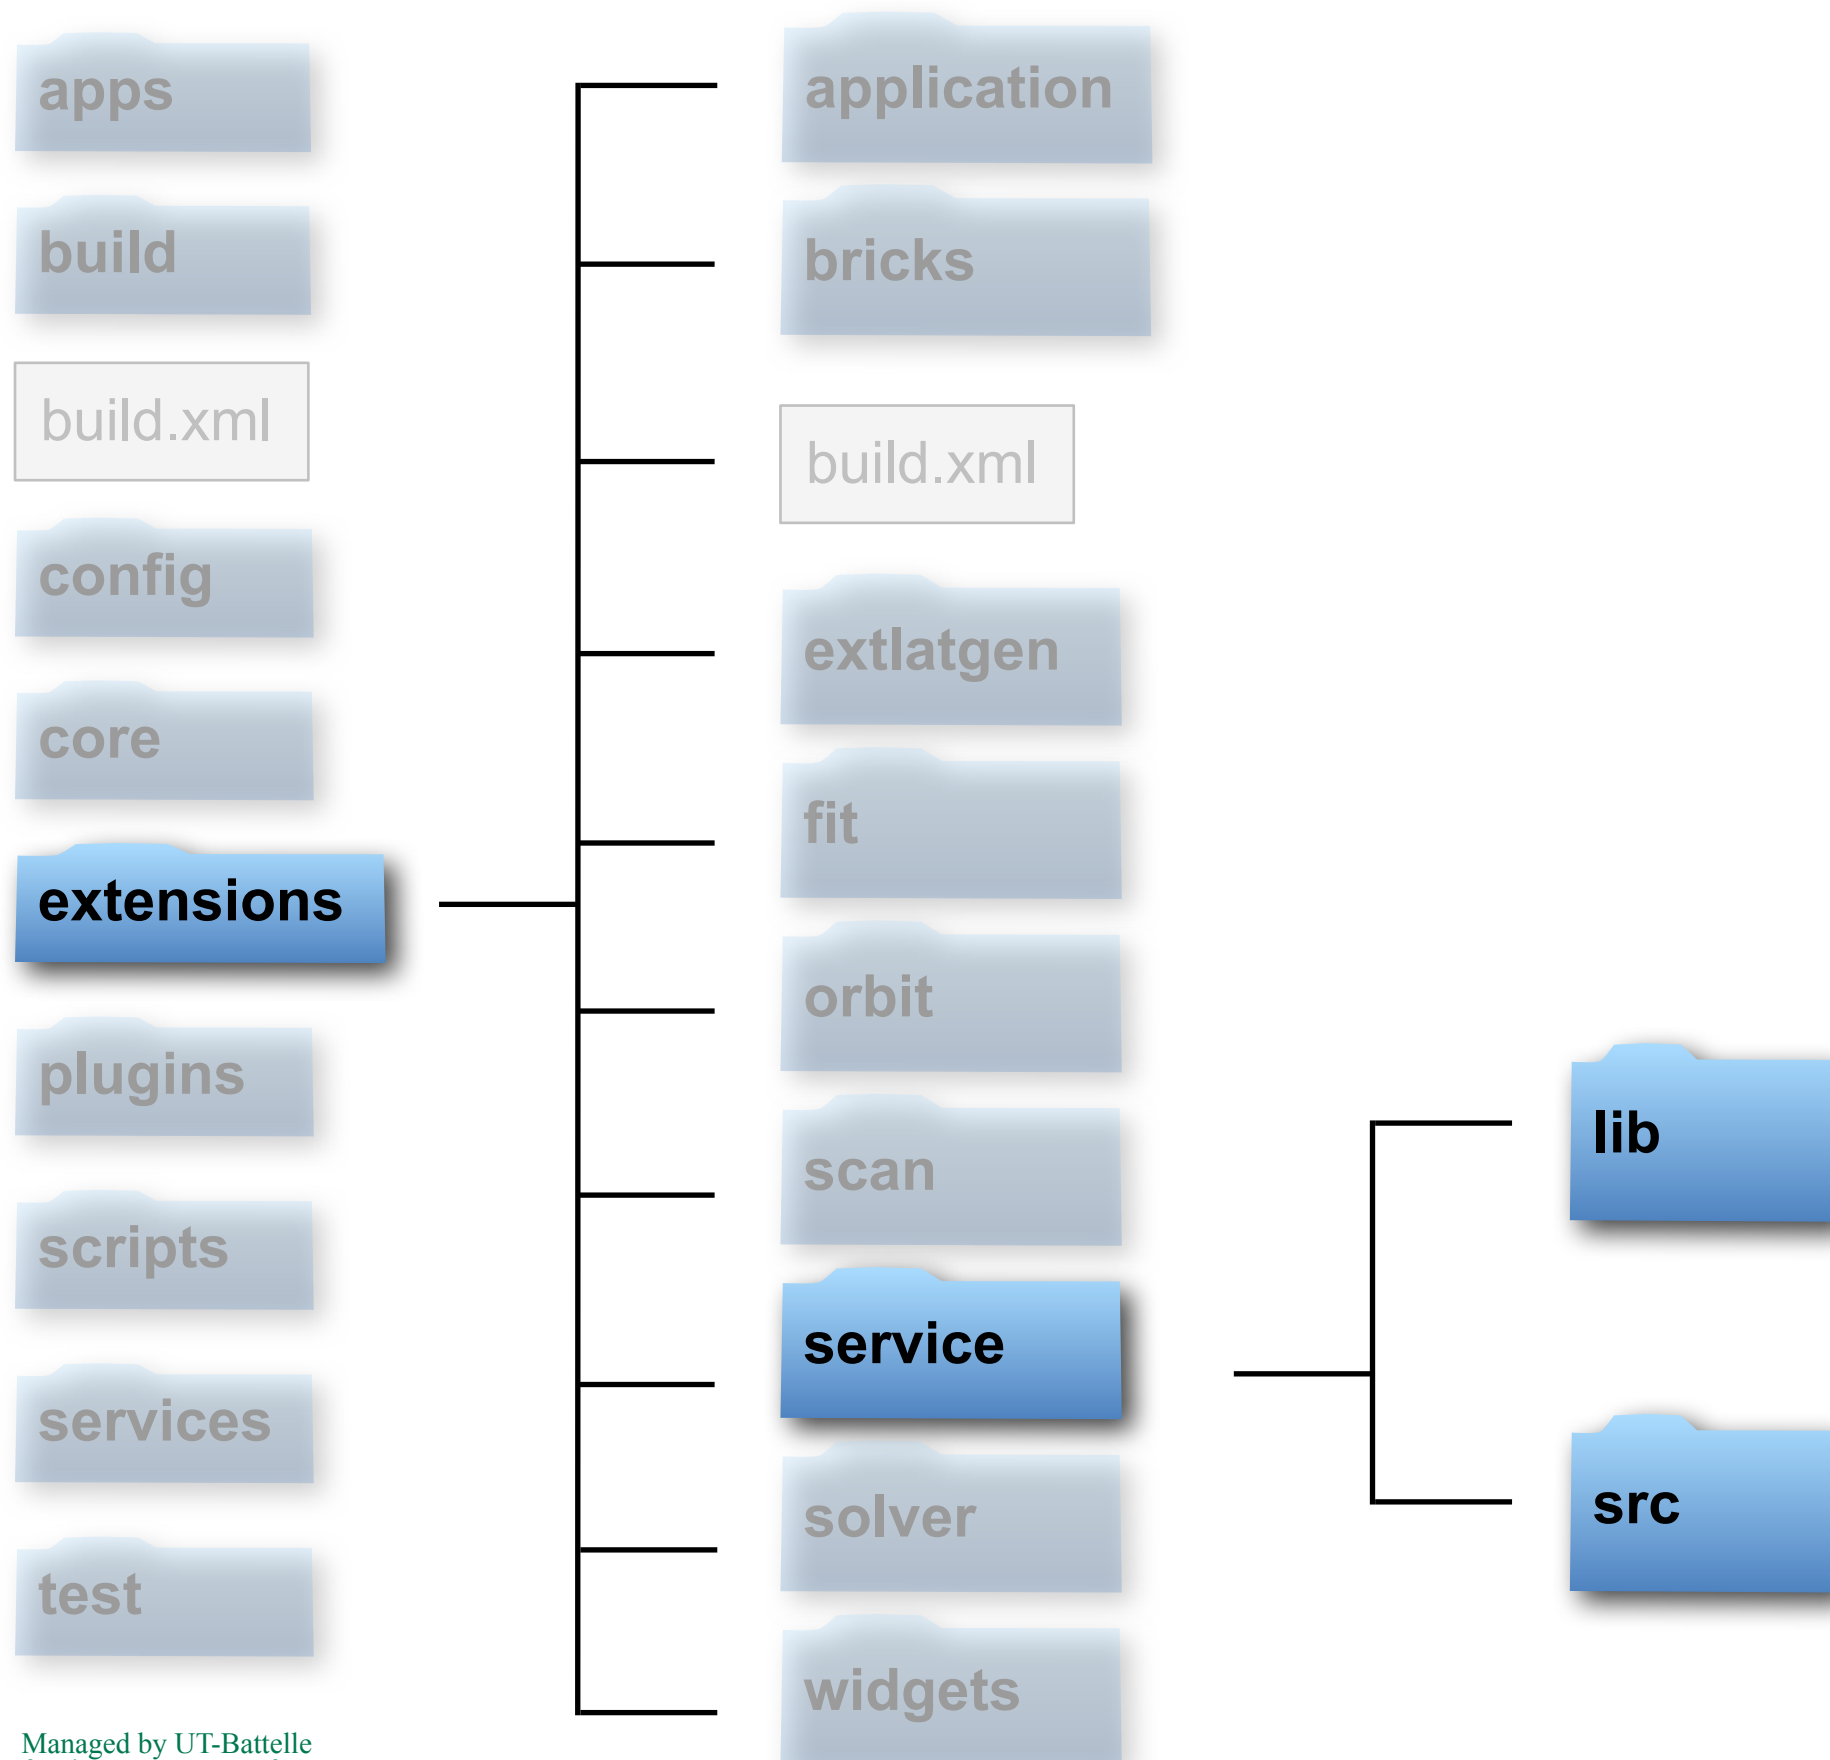 apps
build
build.xml
config
core
extensions
plugins
scripts
services
test
application
bricks
build.xml
extlatgen
fit
orbit
scan
service
solver
widgets
lib
src
Managed by UT-Battelle